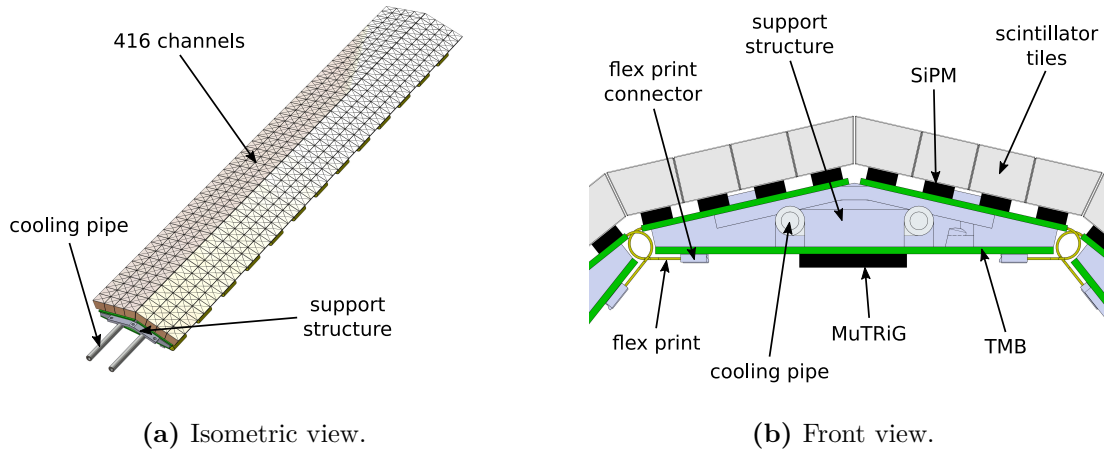 416 channels
cooling pipe
support
structure
(a) Isometric view.
support
structure
scintillator
tiles
SiPM
flex print
connector
flex print
MuTRiG
TMB
cooling pipe
(b) Front view.